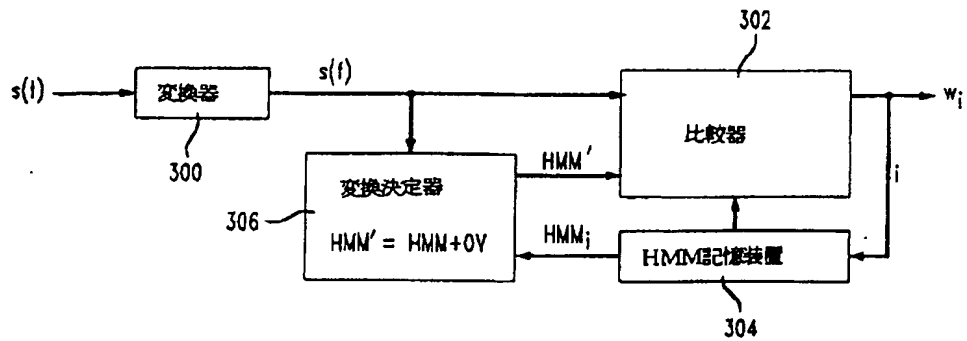 302
s(t)
変換器
300
s(f)
比較器
w_i
i
HMM'
変換決定器
HMM' = HMM+OV
306
HMM_i
HMM記憶装置
304